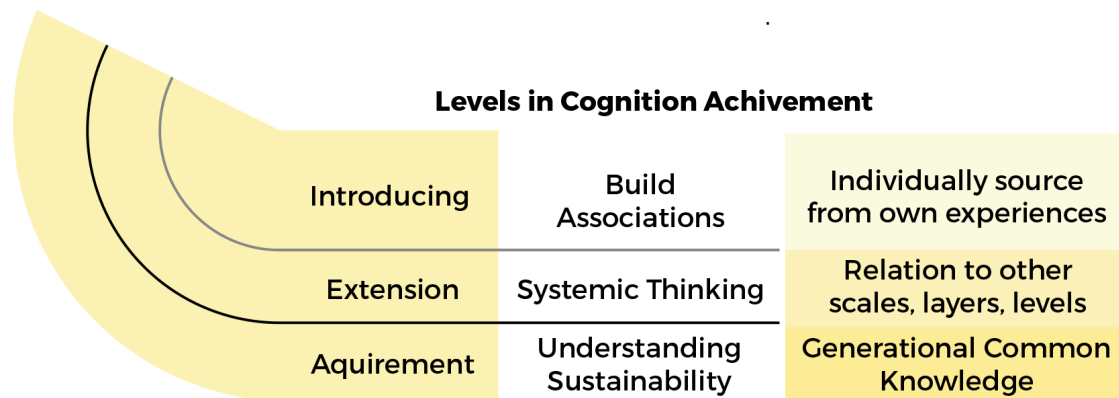 Levels in Cognition Achivement
Introducing
Build
Associations
Individually source
from own experiences
Extension
Systemic Thinking
Relation to other
scales, layers, levels
Aquirement
Understanding
Sustainability
Generational Common
Knowledge